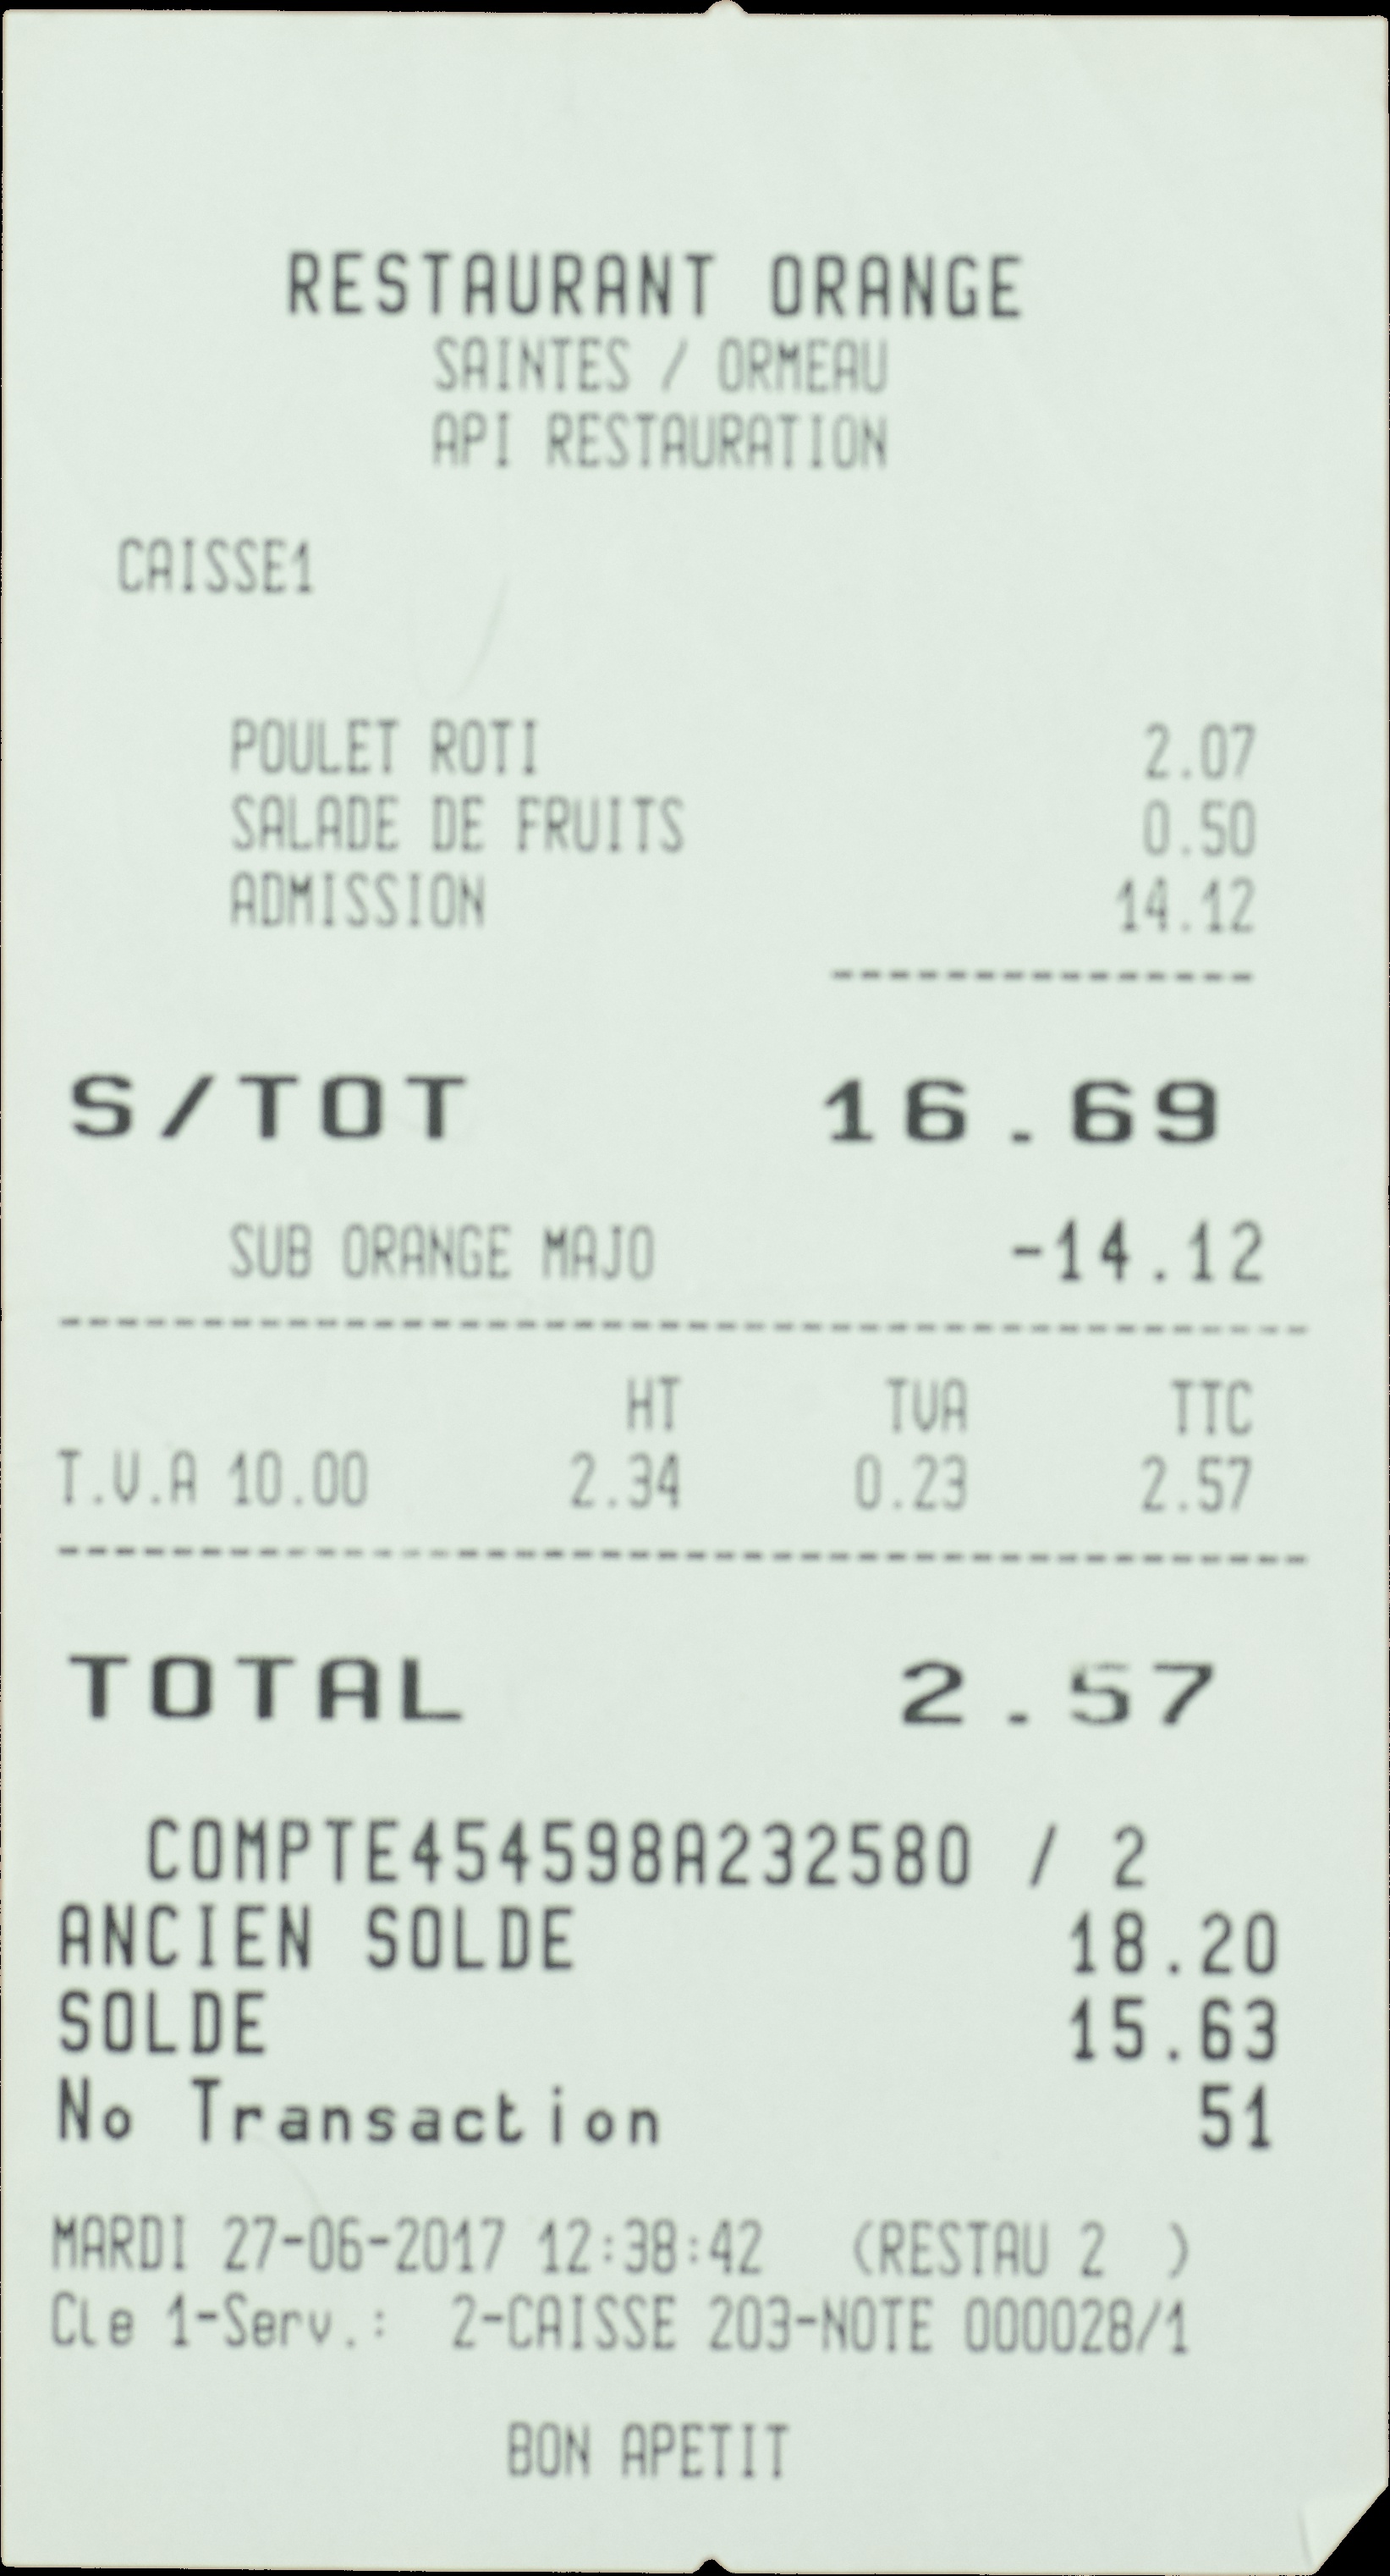 RESTAURANT ORANGE
SAINTES / ORMEAU
API RESTAURATION
CAISSE1
POULET ROTI 2.07
SALADE DE FRUITS 0.50
ADMISSION 14.12
---------------
S/TOT 16.69
SUB ORANGE MAJO -14.12
--------------------------------------------
HT TVA TTC
T.V.A 10.00 2.34 0.23 2.57
--------------------------------------------
TOTAL 2.57
COMPTE454598A232580 / 2
ANCIEN SOLDE 18.20
SOLDE 15.63
No Transaction 51
MARDI 27-06-2017 12:38:42 (RESTAU 2 )
Cle 1-Serv.: 2-CAISSE 203-NOTE 000028/1
BON APETIT